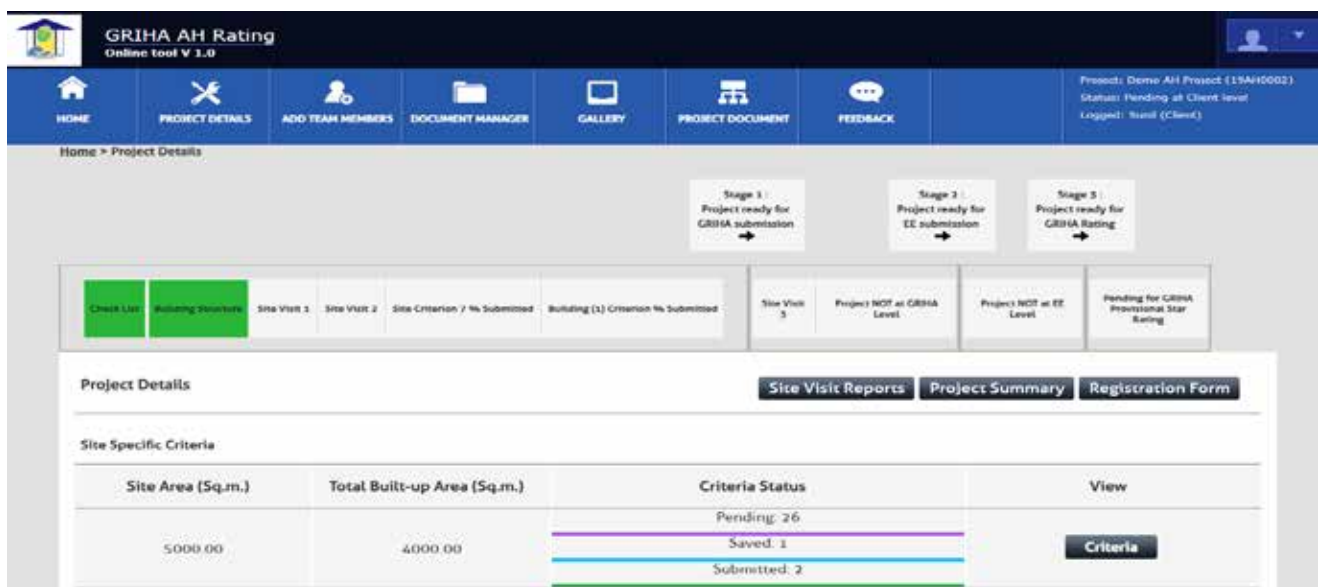 GRIHA AH Rating
Online tool V 1.0
HOME
PROJECT DETAILS
ADD TEAM MEMBERS
DOCUMENT MANAGER
GALLERY
PROJECT DOCUMENT
FEEDBACK
Project: Demo AH Project (19AH0002)
Status: Pending at Client level
Logged: Sunil (Client)
Home > Project Details
Stage 1 :
Project ready for
GRIHA submission
Stage 2 :
Project ready for
EE submission
Stage 3 :
Project ready for
GRIHA Rating
Check List
Building Structure
Site Visit 1
Site Visit 2
Site Criterion 7 % Submitted
Building (1) Criterion % Submitted
Site Visit
3
Project NOT at GRIHA
Level
Project NOT at EE
Level
Pending for GRIHA
Provisional Star
Rating
Project Details
Site Visit Reports
Project Summary
Registration Form
Site Specific Criteria
Site Area (Sq.m.)
Total Built-up Area (Sq.m.)
Criteria Status
View
5000.00
4000.00
Pending: 26
Saved: 1
Submitted: 2
Criteria